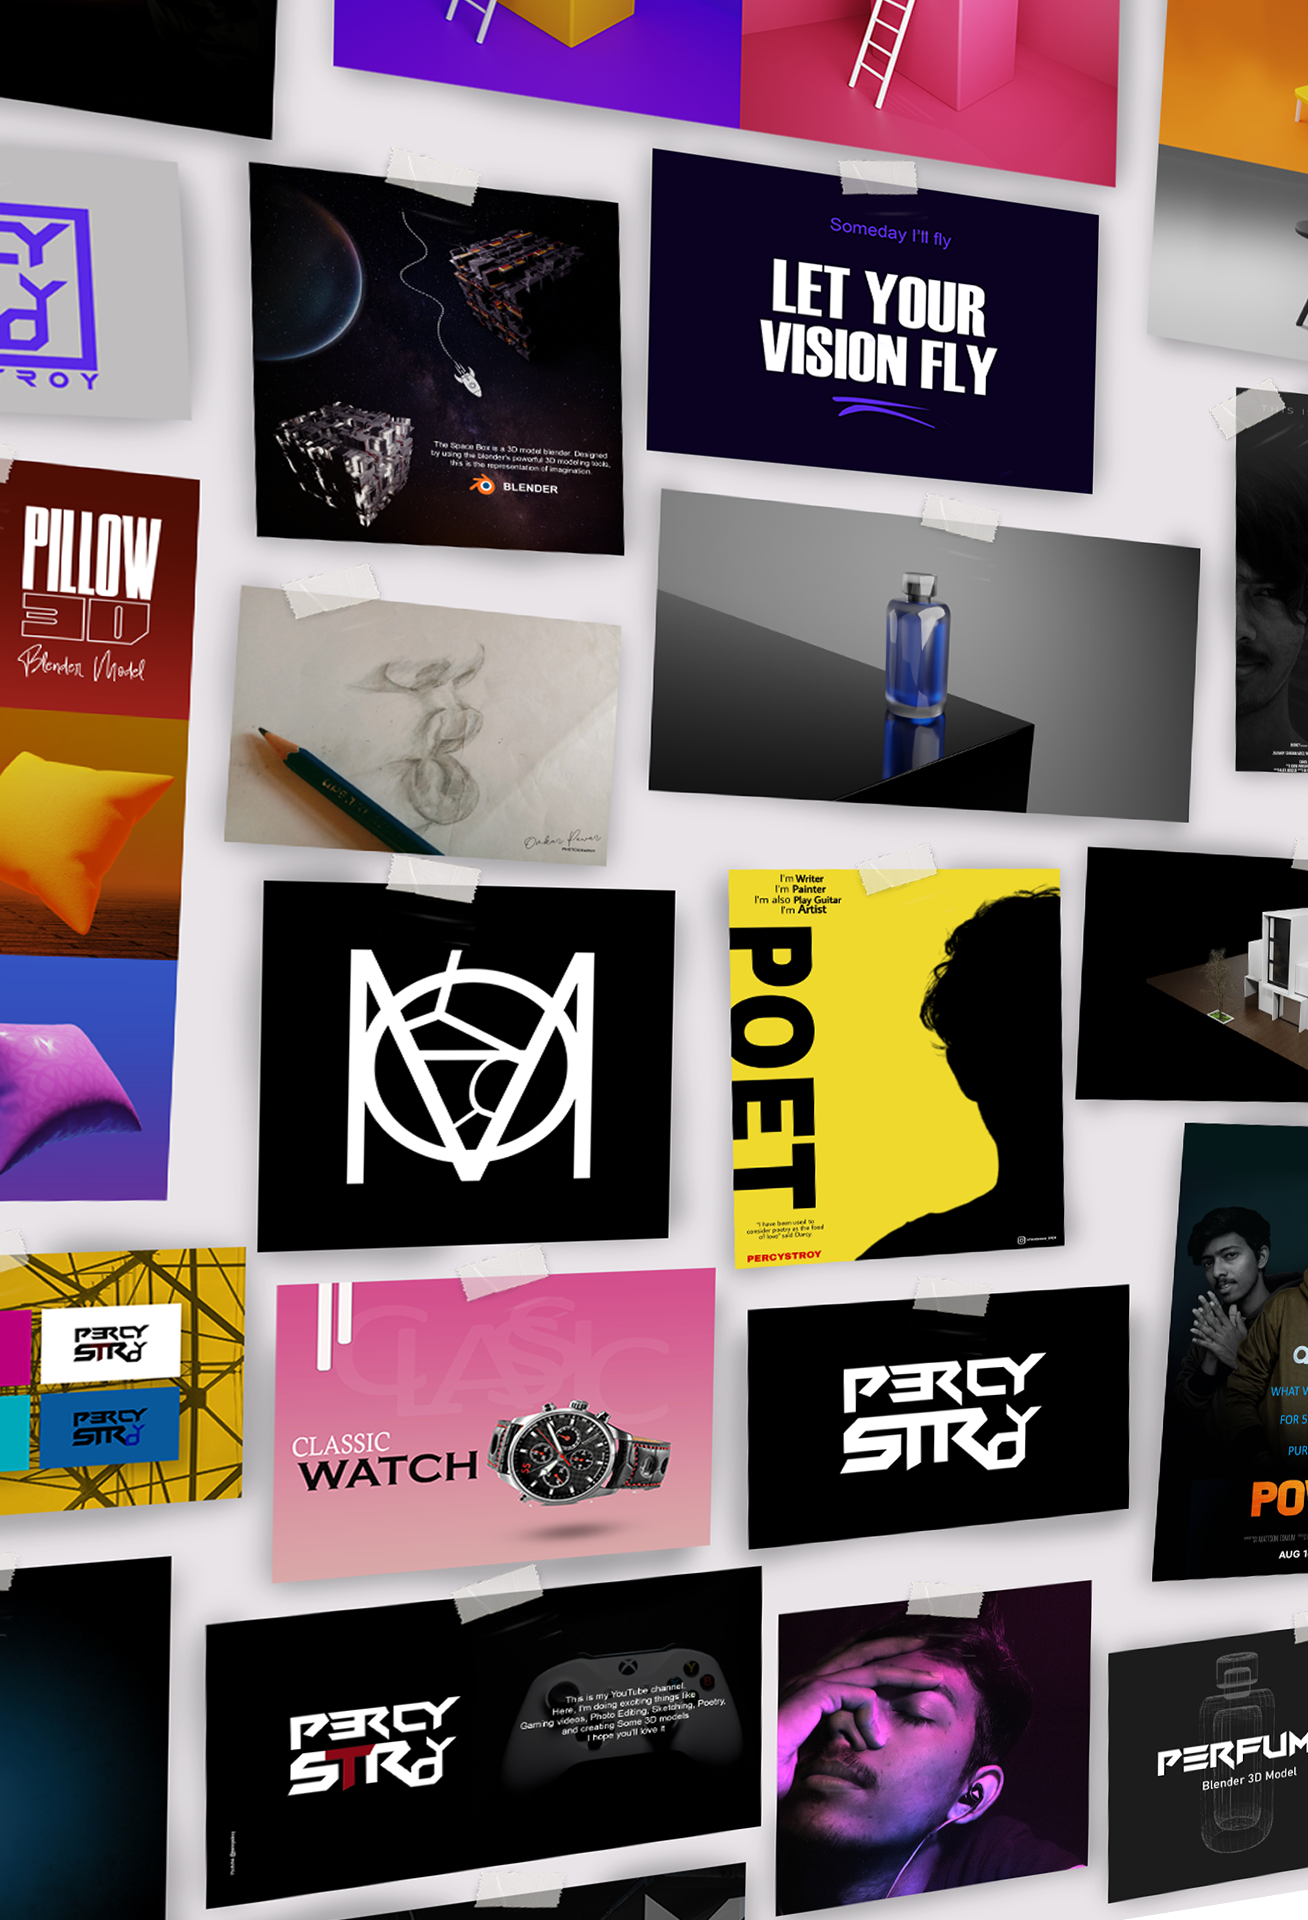 Someday I'll fly
LET YOUR
VISION FLY
The Space Box is a 3D model blender. Designed
by using the blender's powerful 3D modeling tools,
this is the representation of imagination.
BLENDER
THIS I
PILLOW
3D
Blender Model
Omkar Pawar
PHOTOGRAPHY
I'm Writer
I'm Painter
I'm also Play Guitar
I'm Artist
POET
"I have been used to
consider poetry as the food
of love" said Darcy
PERCYSTROY
PERCY
STROY
PERCY
STROY
CLASSIC
CLASSIC
WATCH
PERCY
STROY
WHAT W
FOR S
PUR
POW
AUG 1
PERCY
STROY
This is my YouTube channel.
Here, I'm doing exciting things like
Gaming videos, Photo Editing, Sketching, Poetry,
and creating Some 3D models
I hope you'll love it
PERFUM
Blender 3D Model